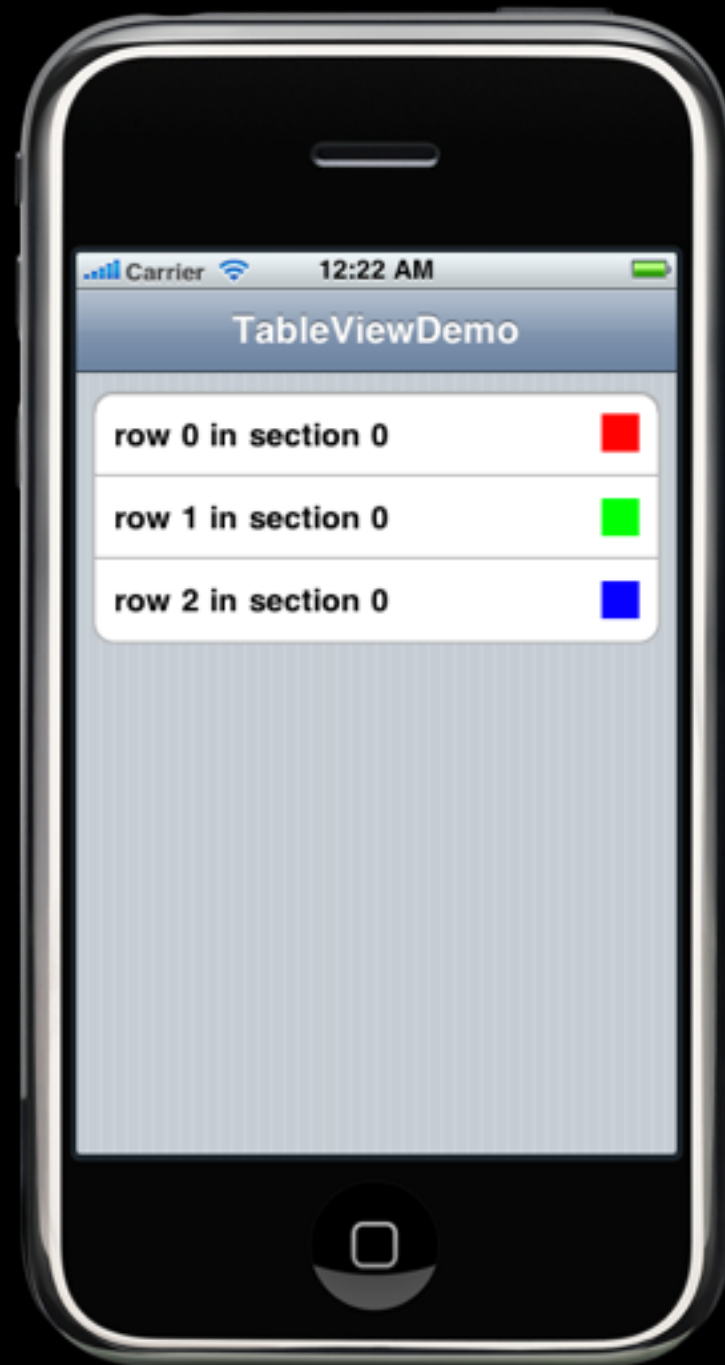 Carrier 12:22 AM
TableViewDemo
row 0 in section 0
row 1 in section 0
row 2 in section 0